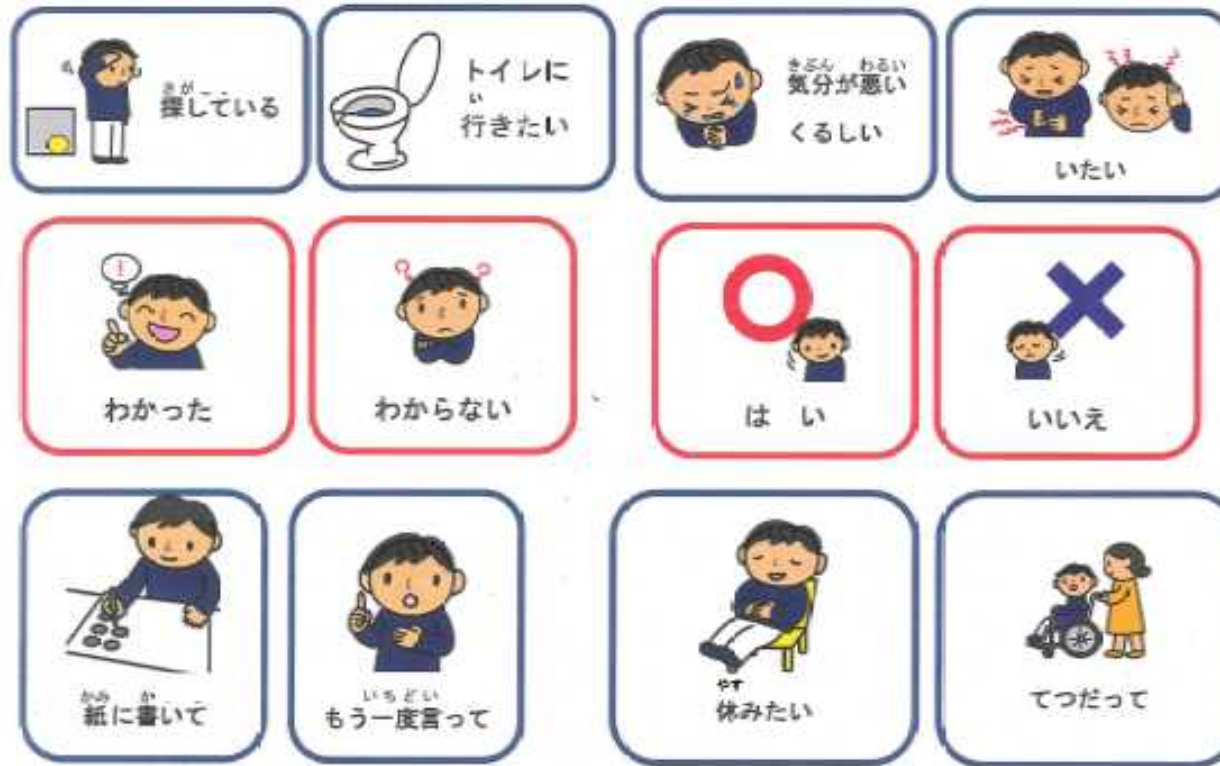 探している
トイレに
行きたい
気分が悪い
くるしい
いたい
わかった
わからない
はい
いいえ
紙に書いて
もう一度言って
休みたい
てつだって